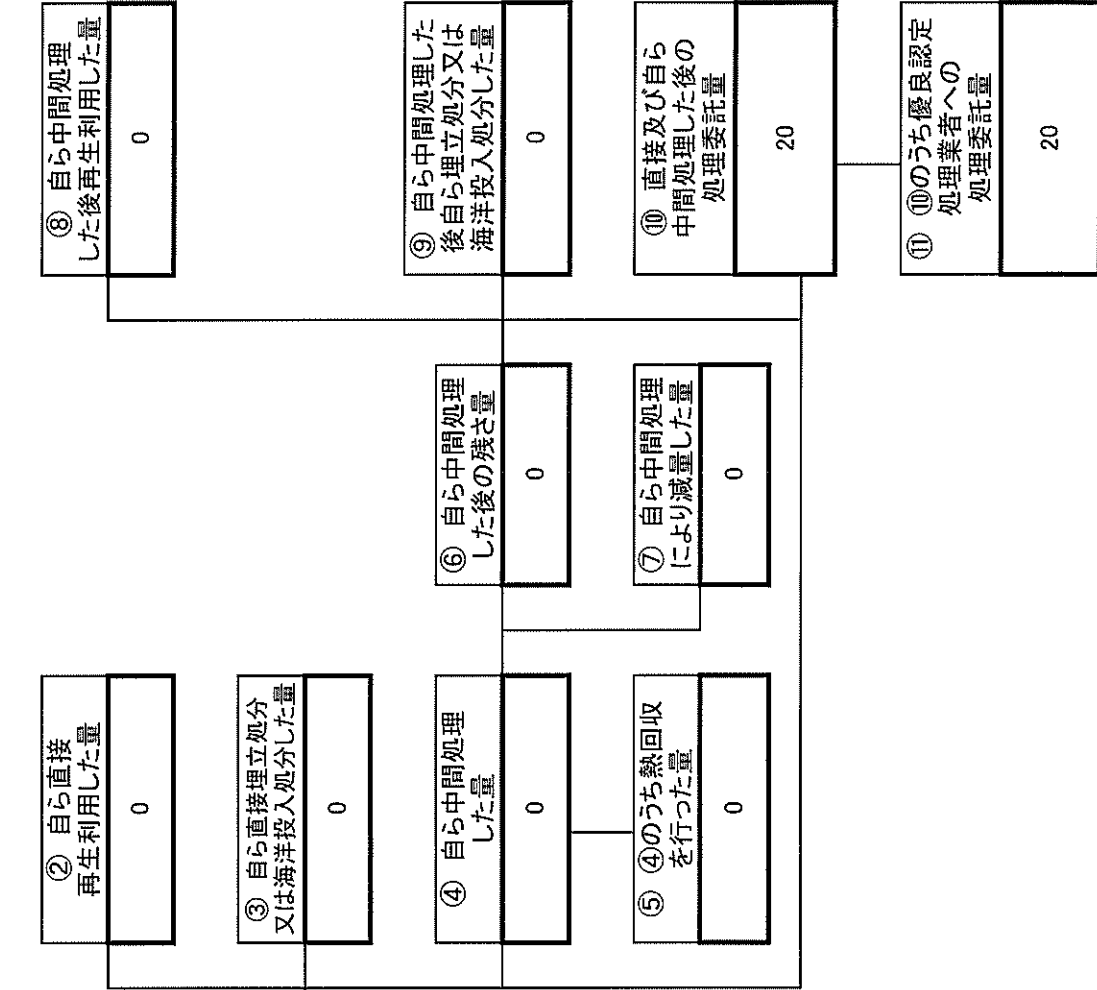 ② 自ら直接
再生利用した量
0
③ 自ら直接埋立処分
又は海洋投入処分した量
0
④ 自ら中間処理
した量
0
⑤ ④のうち熱回収
を行った量
0
⑥ 自ら中間処理
した後の残さ量
0
⑦ 自ら中間処理
により減量した量
0
⑧ 自ら中間処理
した後再生利用した量
0
⑨ 自ら中間処理した
後自ら埋立処分又は
海洋投入処分した量
0
⑩ 直接及び自ら
中間処理した後の
処理委託量
20
⑪ ⑩のうち優良認定
処理業者への
処理委託量
20